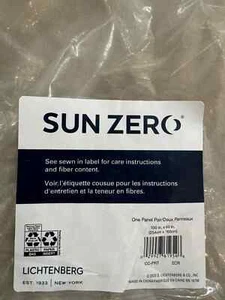 SUN ZERO®
See sewn in label for care instructions
and fiber content.
Voir l'étiquette cousue pour les instructions
d'entretien et la teneur en fibres.
One Panel Pair/Deux Panneaux
LICHTENBERG
EST. 1933 | NEW YORK